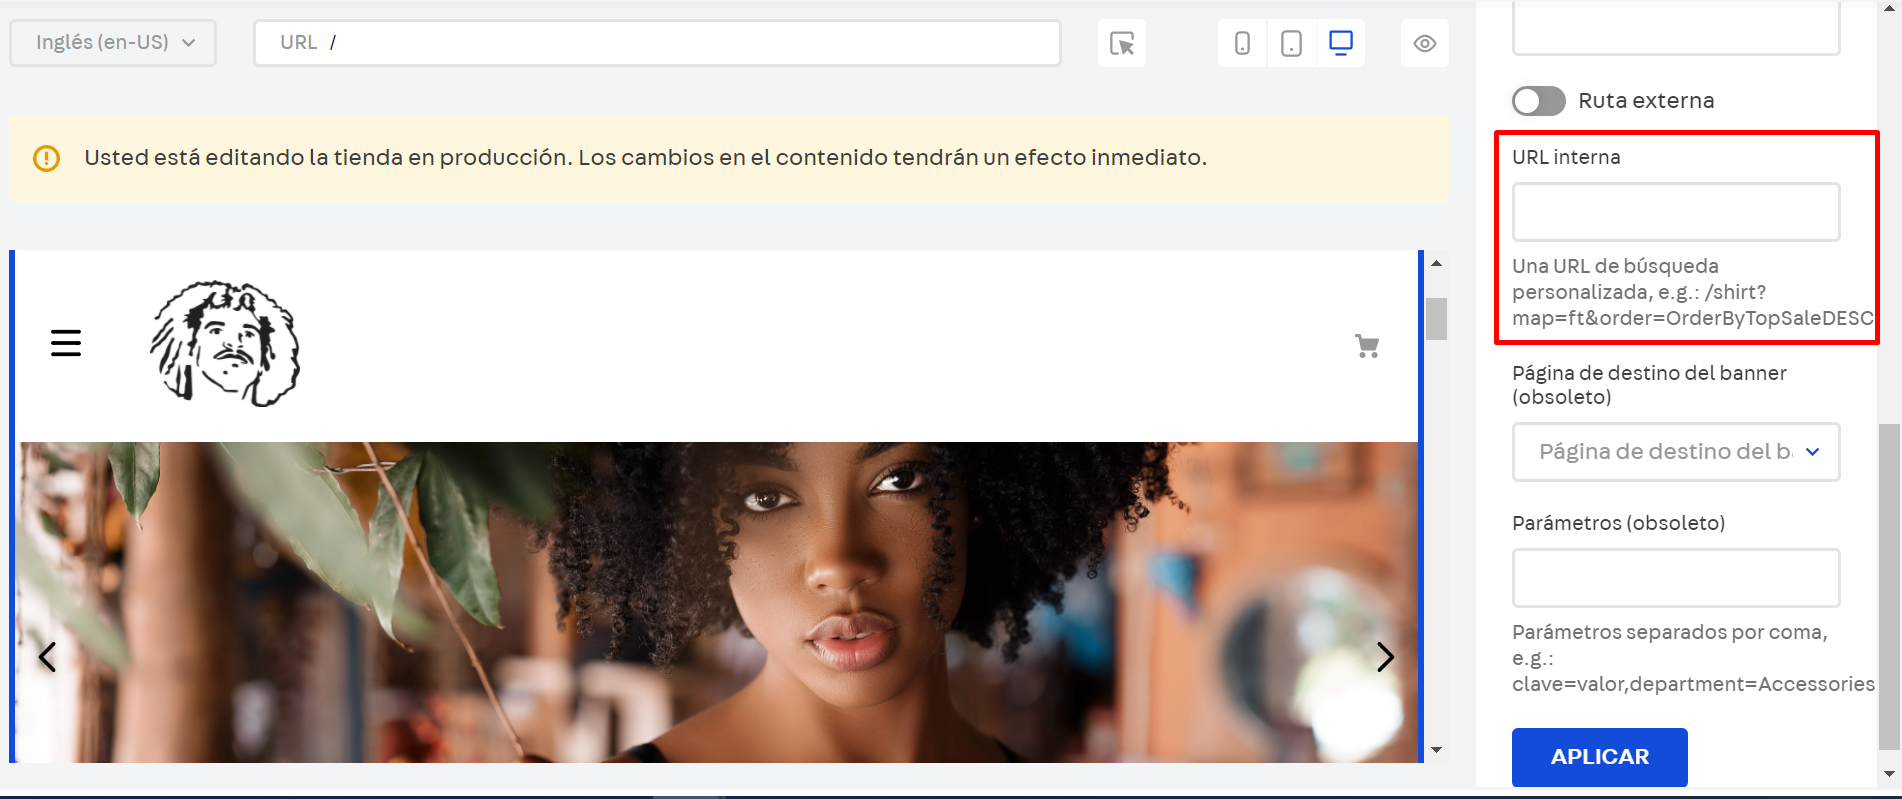 Inglés (en-US)
URL /
Usted está editando la tienda en producción. Los cambios en el contenido tendrán un efecto inmediato.
Ruta externa
URL interna
Una URL de búsqueda
personalizada, e.g.: /shirt?
map=ft&order=OrderByTopSaleDESC
Página de destino del banner
(obsoleto)
Página de destino del b
Parámetros (obsoleto)
Parámetros separados por coma,
e.g.:
clave=valor,department=Accessories
APLICAR